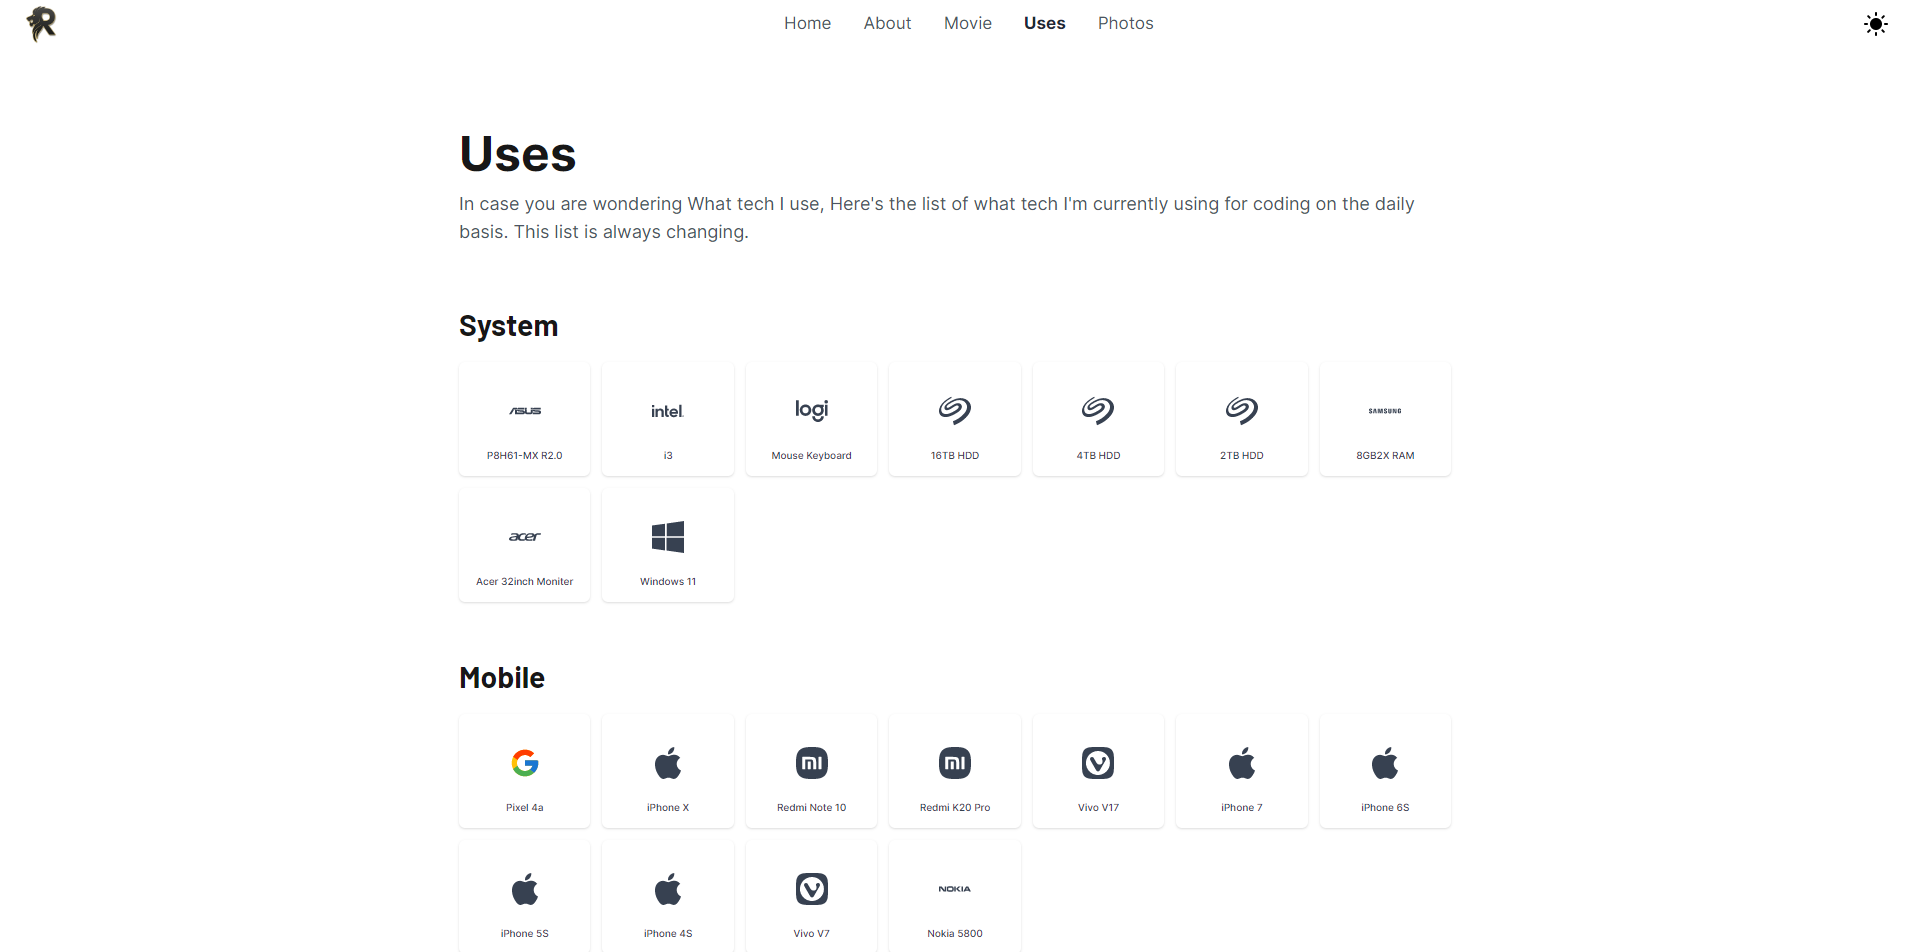 R
Home About Movie Uses Photos
Uses
In case you are wondering What tech I use, Here's the list of what tech I'm currently using for coding on the daily
basis. This list is always changing.
System
ASUS intel. logi SAMSUNG
P8H61-MX R2.0 i3 Mouse Keyboard 16TB HDD 4TB HDD 2TB HDD 8GB2X RAM
acer
Acer 32inch Moniter Windows 11
Mobile
G mi mi
Pixel 4a iPhone X Redmi Note 10 Redmi K20 Pro Vivo V17 iPhone 7 iPhone 6S
NOKIA
iPhone 5S iPhone 4S Vivo V7 Nokia 5800